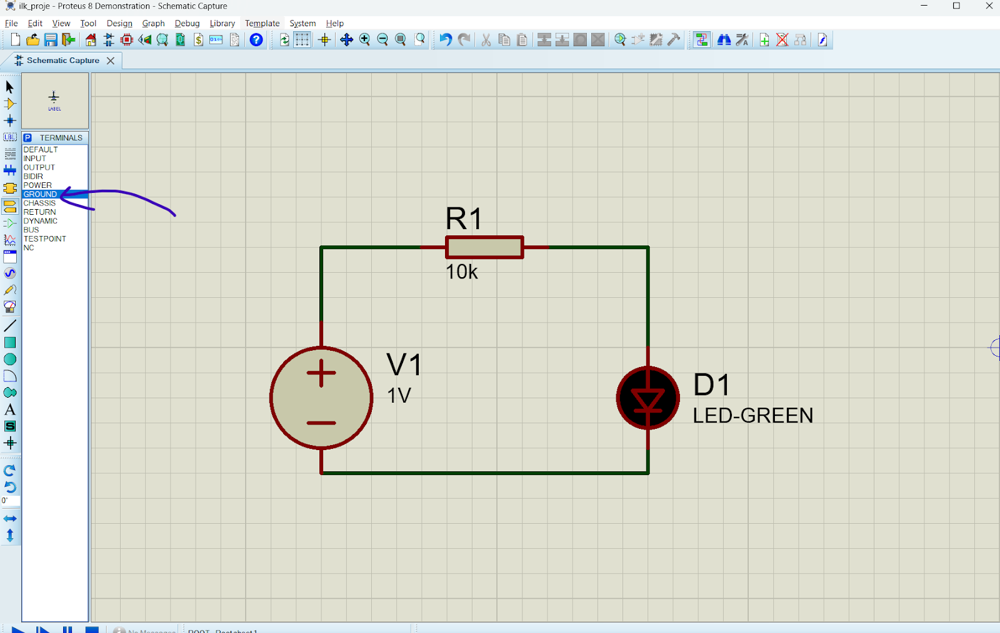 ilk_proje - Proteus 8 Demonstration - Schematic Capture
File Edit View Tool Design Graph Debug Library Template System Help
Schematic Capture
LABEL
LBL
P TERMINALS
DEFAULT
INPUT
OUTPUT
BIDIR
POWER
GROUND
CHASSIS
RETURN
DYNAMIC
BUS
TESTPOINT
NC
A
S
0°
R1
10k
V1
1V
D1
LED-GREEN
No Messages
ROOT - Root sheet 1